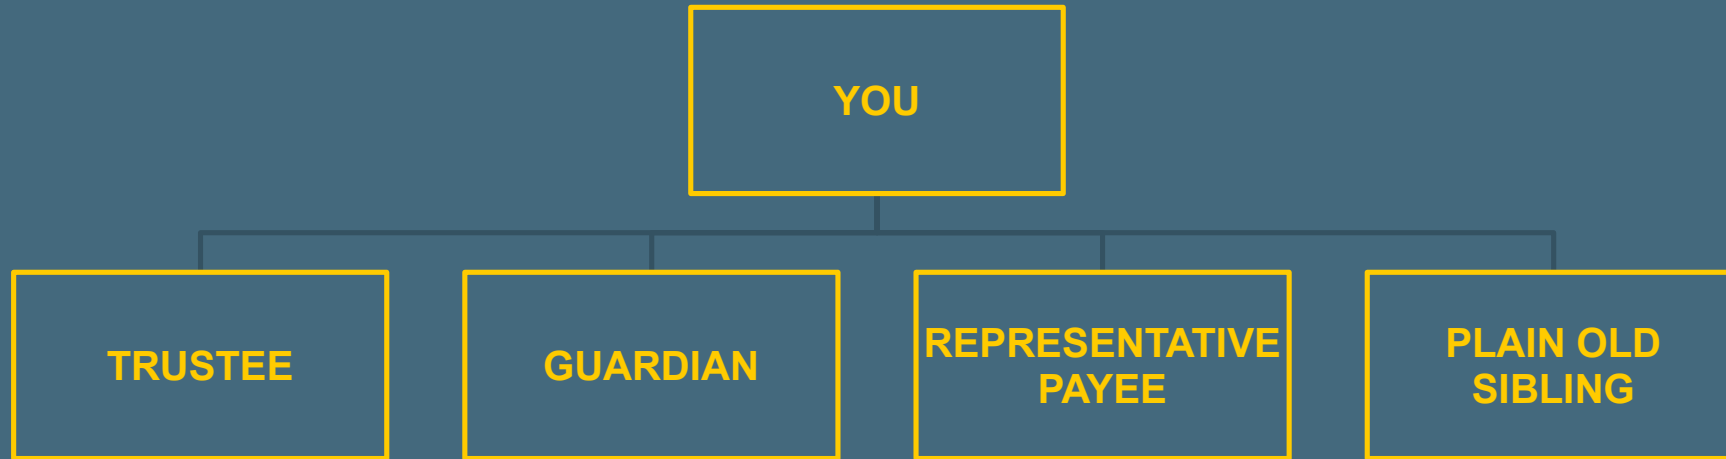 YOU
TRUSTEE
GUARDIAN
REPRESENTATIVE
PAYEE
PLAIN OLD
SIBLING